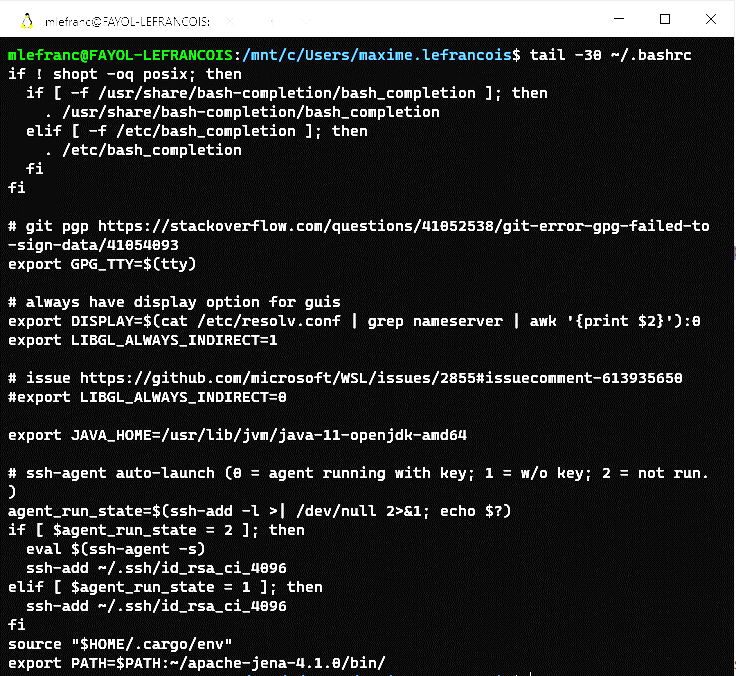 mlefranc@FAYOL-LEFRANCOIS:
mlefranc@FAYOL-LEFRANCOIS:/mnt/c/Users/maxime.lefrancois$ tail -30 ~/.bashrc
if ! shopt -oq posix; then
  if [ -f /usr/share/bash-completion/bash_completion ]; then
    . /usr/share/bash-completion/bash_completion
  elif [ -f /etc/bash_completion ]; then
    . /etc/bash_completion
  fi
fi

# git pgp https://stackoverflow.com/questions/41052538/git-error-gpg-failed-to
-sign-data/41054093
export GPG_TTY=$(tty)

# always have display option for guis
export DISPLAY=$(cat /etc/resolv.conf | grep nameserver | awk '{print $2}'):0
export LIBGL_ALWAYS_INDIRECT=1

# issue https://github.com/microsoft/WSL/issues/2855#issuecomment-613935650
#export LIBGL_ALWAYS_INDIRECT=0

export JAVA_HOME=/usr/lib/jvm/java-11-openjdk-amd64

# ssh-agent auto-launch (0 = agent running with key; 1 = w/o key; 2 = not run.
)
agent_run_state=$(ssh-add -l >| /dev/null 2>&1; echo $?)
if [ $agent_run_state = 2 ]; then
  eval $(ssh-agent -s)
  ssh-add ~/.ssh/id_rsa_ci_4096
elif [ $agent_run_state = 1 ]; then
  ssh-add ~/.ssh/id_rsa_ci_4096
fi
source "$HOME/.cargo/env"
export PATH=$PATH:~/apache-jena-4.1.0/bin/